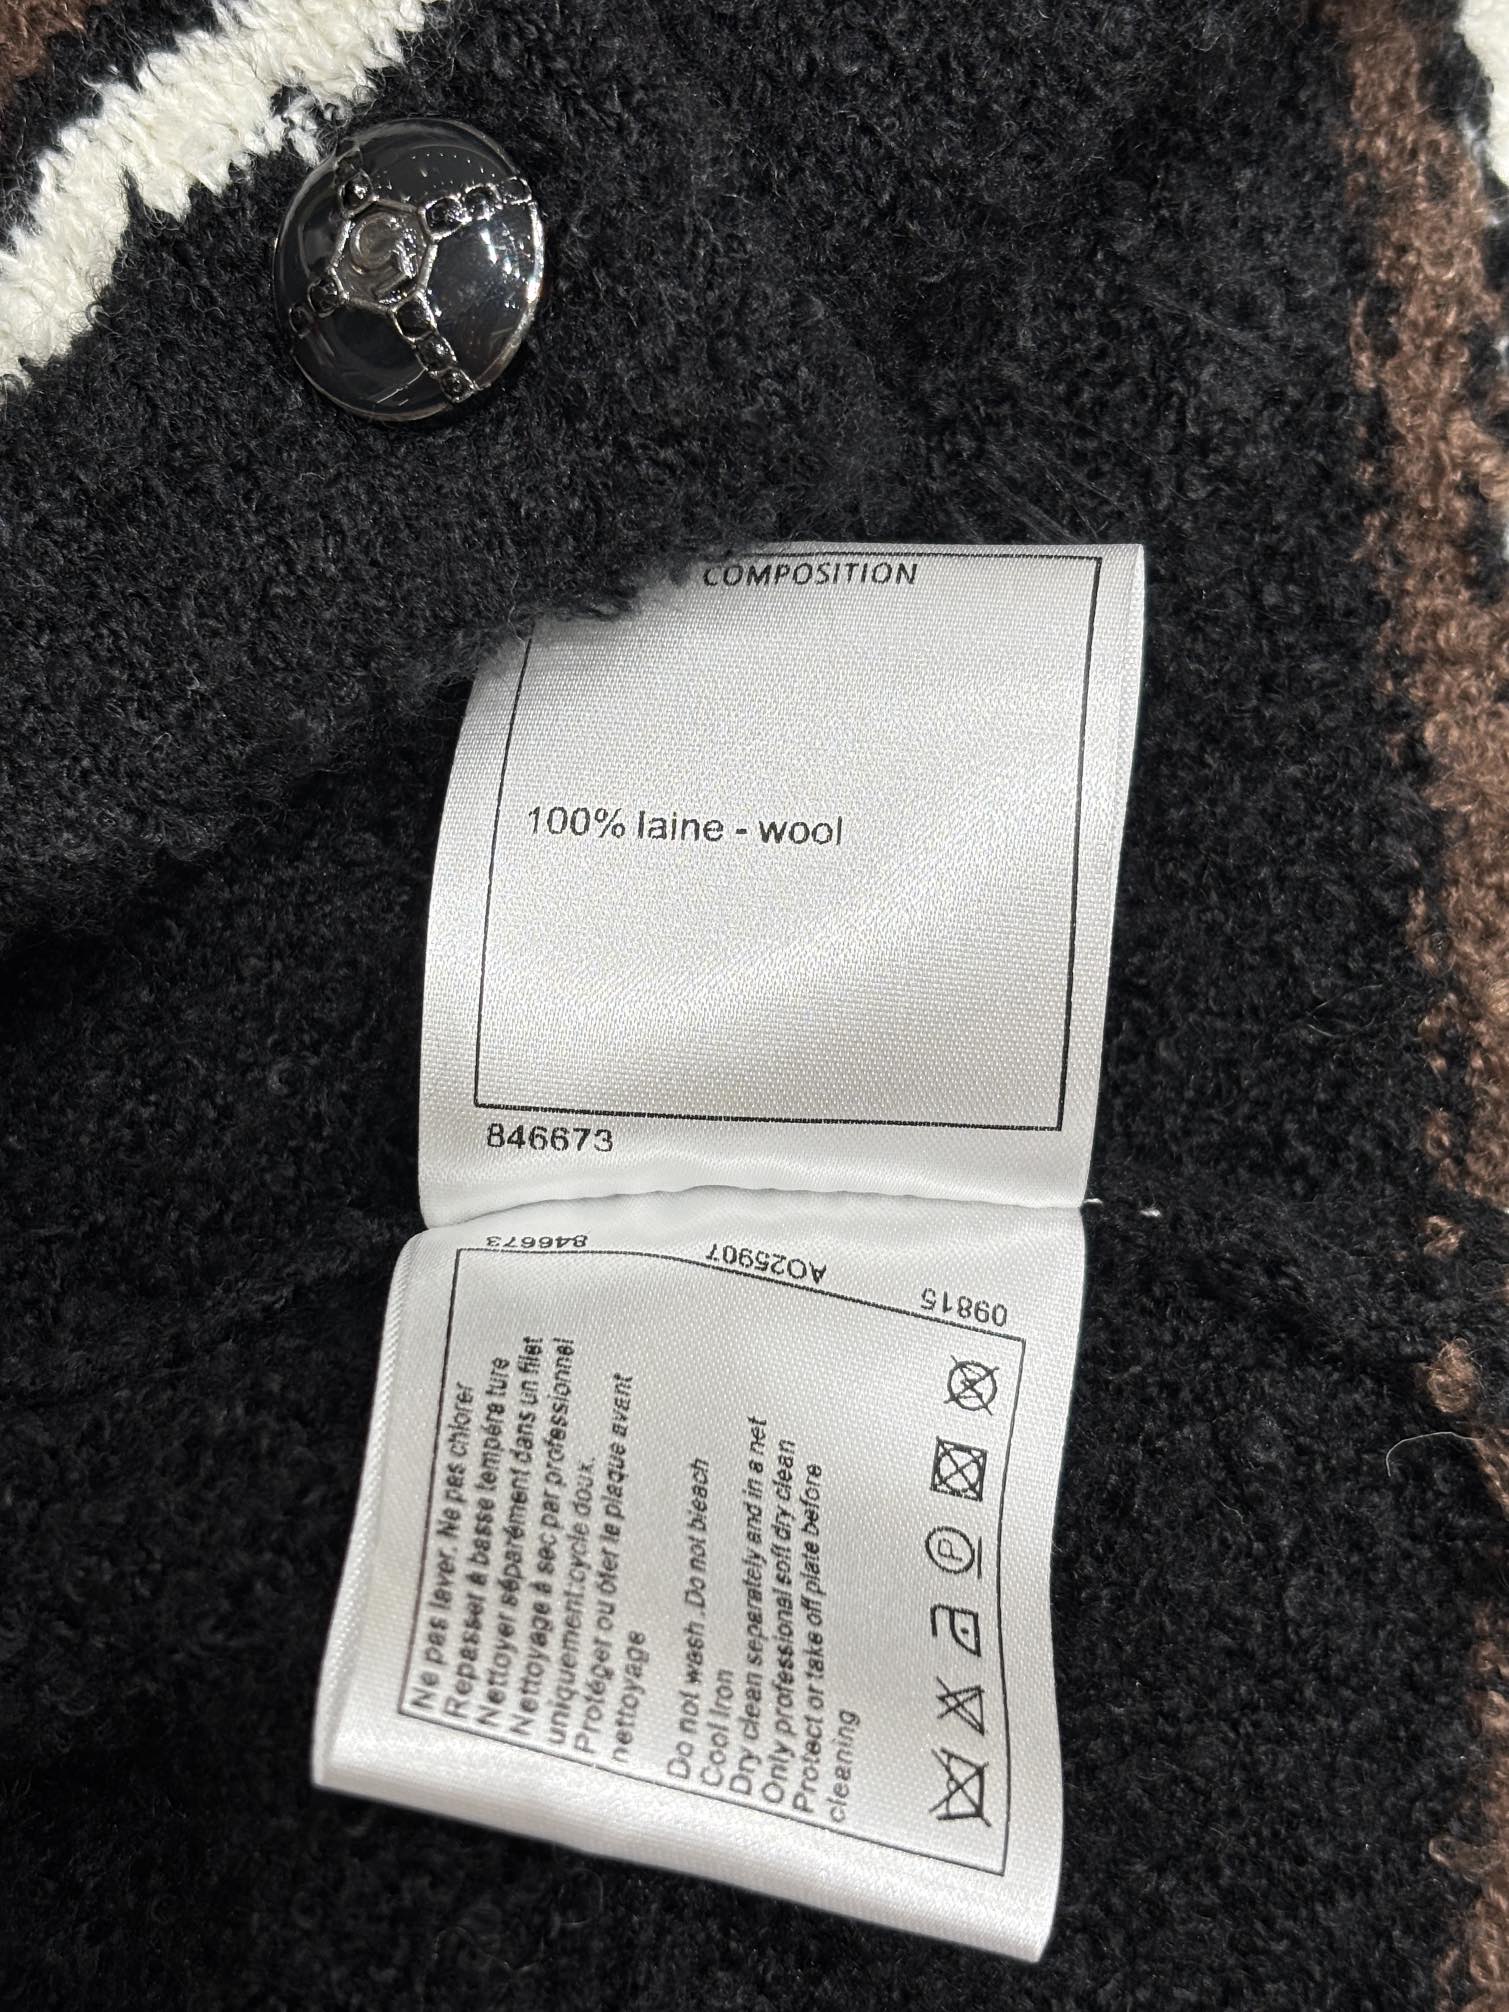 COMPOSITION
100% laine - wool
846673
846673
AO25907
09815
Ne pas laver. Ne pas chlorer
Repasser à basse tempéra ture
Nettoyer séparément dans un filet
Nettoyage à sec par professionnel
uniquement:cycle doux.
Protéger ou ôter le plaque avant
nettoyage
Do not wash .Do not bleach
Cool Iron
Dry clean separately and in a net
Only professional soft dry clean
Protect or take off plate before
cleaning
P